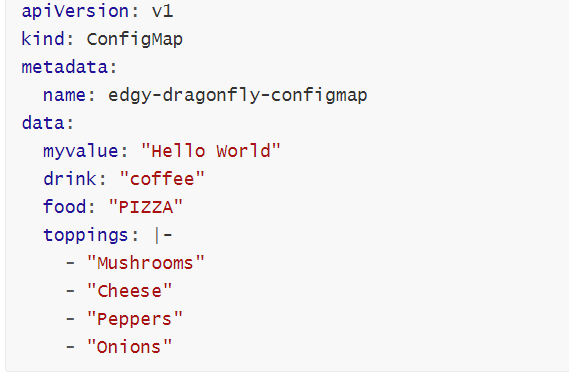 apiVersion: v1
kind: ConfigMap
metadata:
  name: edgy-dragonfly-configmap
data:
  myvalue: "Hello World"
  drink: "coffee"
  food: "PIZZA"
  toppings: |-
    - "Mushrooms"
    - "Cheese"
    - "Peppers"
    - "Onions"